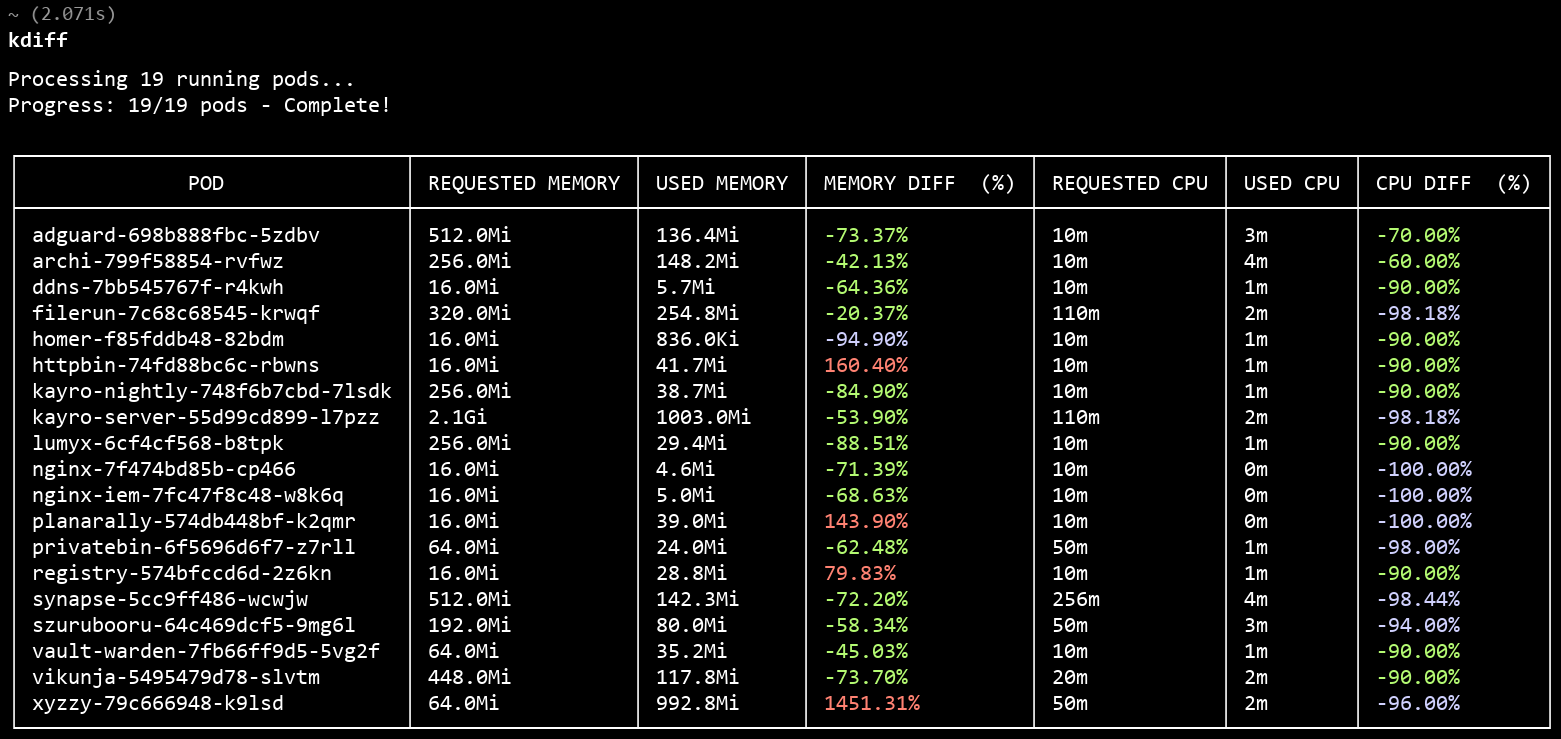 ~ (2.071s)
kdiff
Processing 19 running pods...
Progress: 19/19 pods - Complete!
POD REQUESTED MEMORY USED MEMORY MEMORY DIFF (%) REQUESTED CPU USED CPU CPU DIFF (%)
adguard-698b888fbc-5zdbv 512.0Mi 136.4Mi -73.37% 10m 3m -70.00%
archi-799f58854-rvfwz 256.0Mi 148.2Mi -42.13% 10m 4m -60.00%
ddns-7bb545767f-r4kwh 16.0Mi 5.7Mi -64.36% 10m 1m -90.00%
filerun-7c68c68545-krwqf 320.0Mi 254.8Mi -20.37% 110m 2m -98.18%
homer-f85fddb48-82bdm 16.0Mi 836.0Ki -94.90% 10m 1m -90.00%
httpbin-74fd88bc6c-rbwns 16.0Mi 41.7Mi 160.40% 10m 1m -90.00%
kayro-nightly-748f6b7cbd-7lsdk 256.0Mi 38.7Mi -84.90% 10m 1m -90.00%
kayro-server-55d99cd899-l7pzz 2.1Gi 1003.0Mi -53.90% 110m 2m -98.18%
lumyx-6cf4cf568-b8tpk 256.0Mi 29.4Mi -88.51% 10m 1m -90.00%
nginx-7f474bd85b-cp466 16.0Mi 4.6Mi -71.39% 10m 0m -100.00%
nginx-iem-7fc47f8c48-w8k6q 16.0Mi 5.0Mi -68.63% 10m 0m -100.00%
planarally-574db448bf-k2qmr 16.0Mi 39.0Mi 143.90% 10m 0m -100.00%
privatebin-6f5696d6f7-z7rll 64.0Mi 24.0Mi -62.48% 50m 1m -98.00%
registry-574bfccd6d-2z6kn 16.0Mi 28.8Mi 79.83% 10m 1m -90.00%
synapse-5cc9ff486-wcwjw 512.0Mi 142.3Mi -72.20% 256m 4m -98.44%
szurubooru-64c469dcf5-9mg6l 192.0Mi 80.0Mi -58.34% 50m 3m -94.00%
vault-warden-7fb66ff9d5-5vg2f 64.0Mi 35.2Mi -45.03% 10m 1m -90.00%
vikunja-5495479d78-slvtm 448.0Mi 117.8Mi -73.70% 20m 2m -90.00%
xyzzy-79c666948-k9lsd 64.0Mi 992.8Mi 1451.31% 50m 2m -96.00%